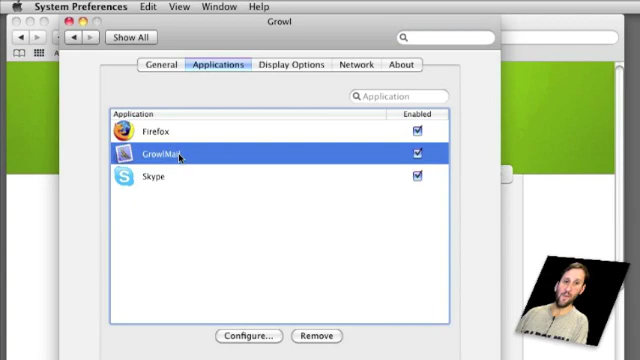 System Preferences Edit View Window Help
Growl
Show All
General Applications Display Options Network About
Application
Application Enabled
Firefox
GrowlMail
Skype
Configure... Remove